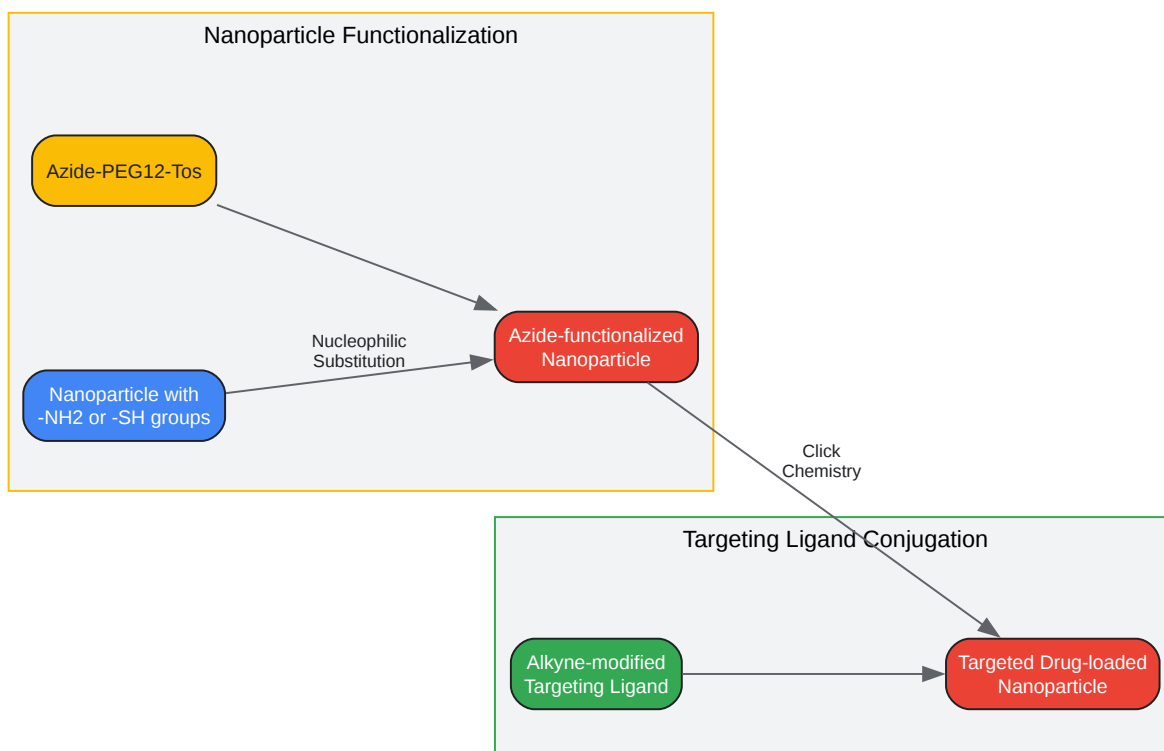 Nanoparticle Functionalization
Azide-PEG12-Tos
Nucleophilic
Substitution
Azide-functionalized
Nanoparticle
Nanoparticle with
-NH2 or -SH groups
Click
Chemistry
Targeting Ligand Conjugation
Alkyne-modified
Targeting Ligand
Targeted Drug-loaded
Nanoparticle